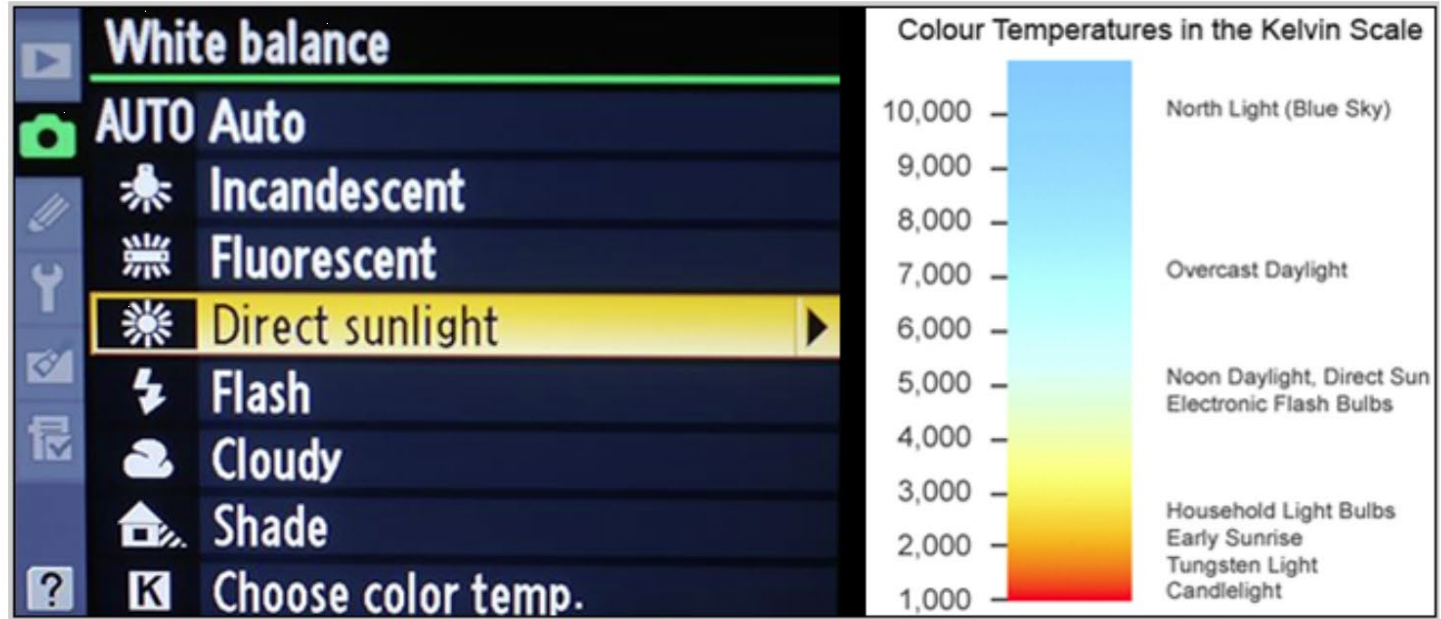 White balance
AUTO Auto
Incandescent
Fluorescent
Direct sunlight
Flash
Cloudy
Shade
K Choose color temp.
?
Colour Temperatures in the Kelvin Scale
10,000 North Light (Blue Sky)
9,000
8,000
7,000 Overcast Daylight
6,000
5,000 Noon Daylight, Direct Sun
Electronic Flash Bulbs
4,000
3,000
Household Light Bulbs
2,000 Early Sunrise
Tungsten Light
1,000 Candlelight